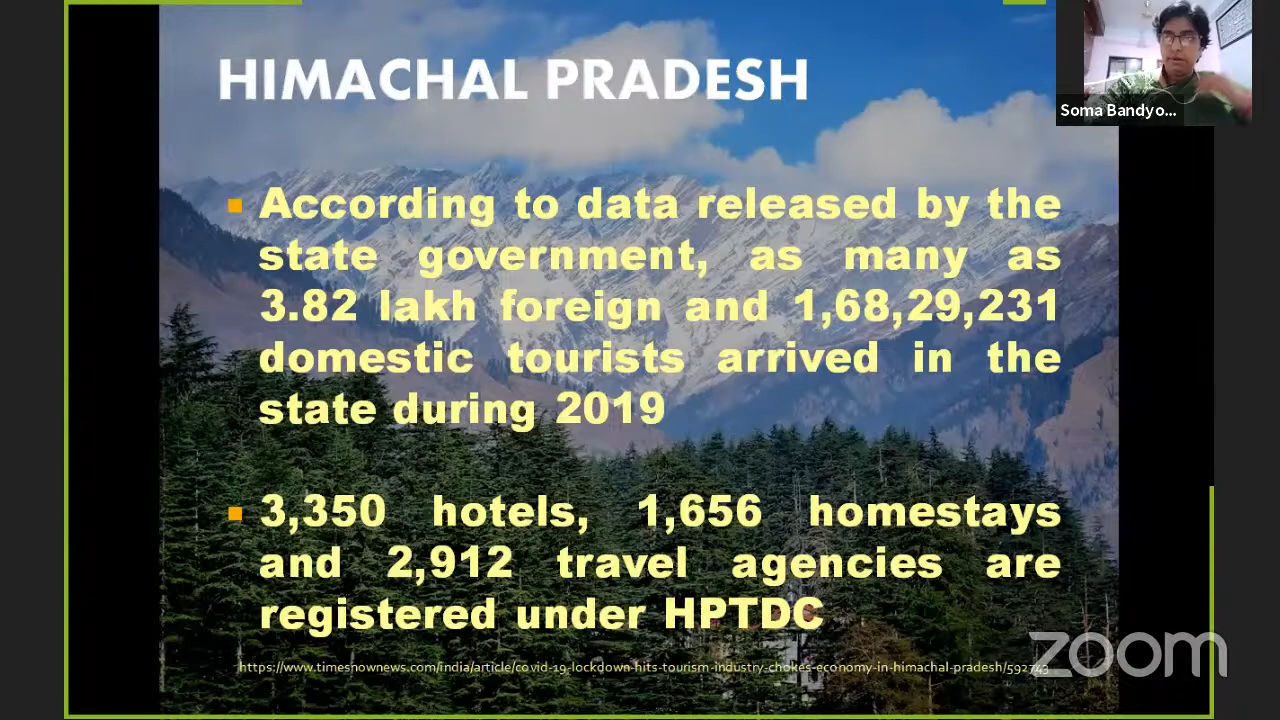 HIMACHAL PRADESH
Soma Bandyo...
According to data released by the
state government, as many as
3.82 lakh foreign and 1,68,29,231
domestic tourists arrived in the
state during 2019
3,350 hotels, 1,656 homestays
and 2,912 travel agencies are
registered under HPTDC
https://www.timesnownews.com/india/article/covid-19-lockdown-hits-tourism-industry-chokes-economy-in-himachal-pradesh/592743
zoom